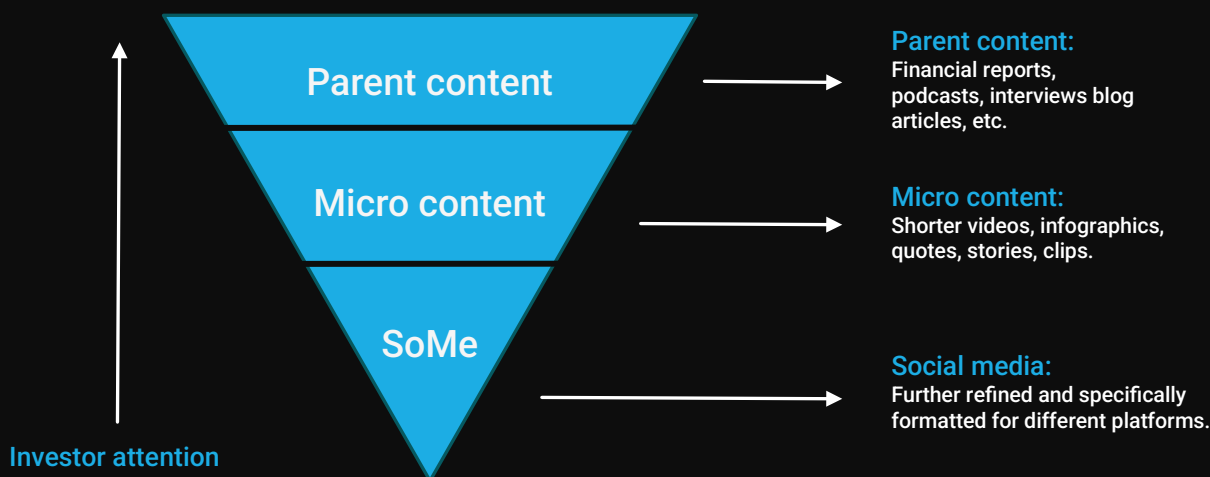 Parent content
Micro content
SoMe
Investor attention
Parent content:
Financial reports,
podcasts, interviews blog
articles, etc.
Micro content:
Shorter videos, infographics,
quotes, stories, clips.
Social media:
Further refined and specifically
formatted for different platforms.